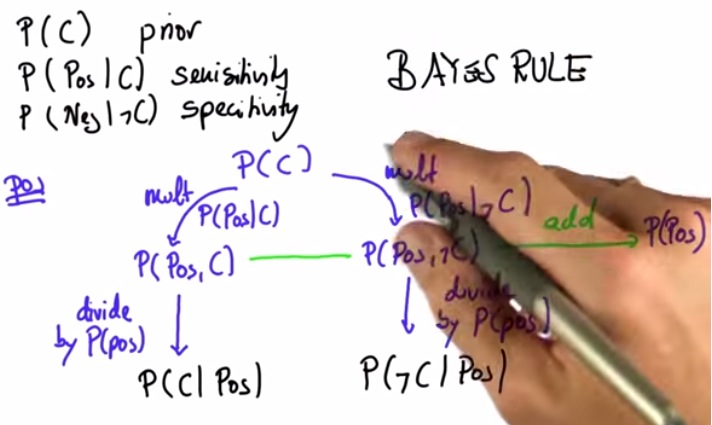 P(C) prior
P(Pos|C) sensitivity
P(Neg|¬C) specitivity
BAYES RULE
Pos
P(C)
mult
P(Pos|C)
mult
P(Pos|¬C)
P(Pos,C)
P(Pos,¬C)
add
P(Pos)
divide
by P(pos)
divide
by P(pos)
P(C|Pos)
P(¬C|Pos)